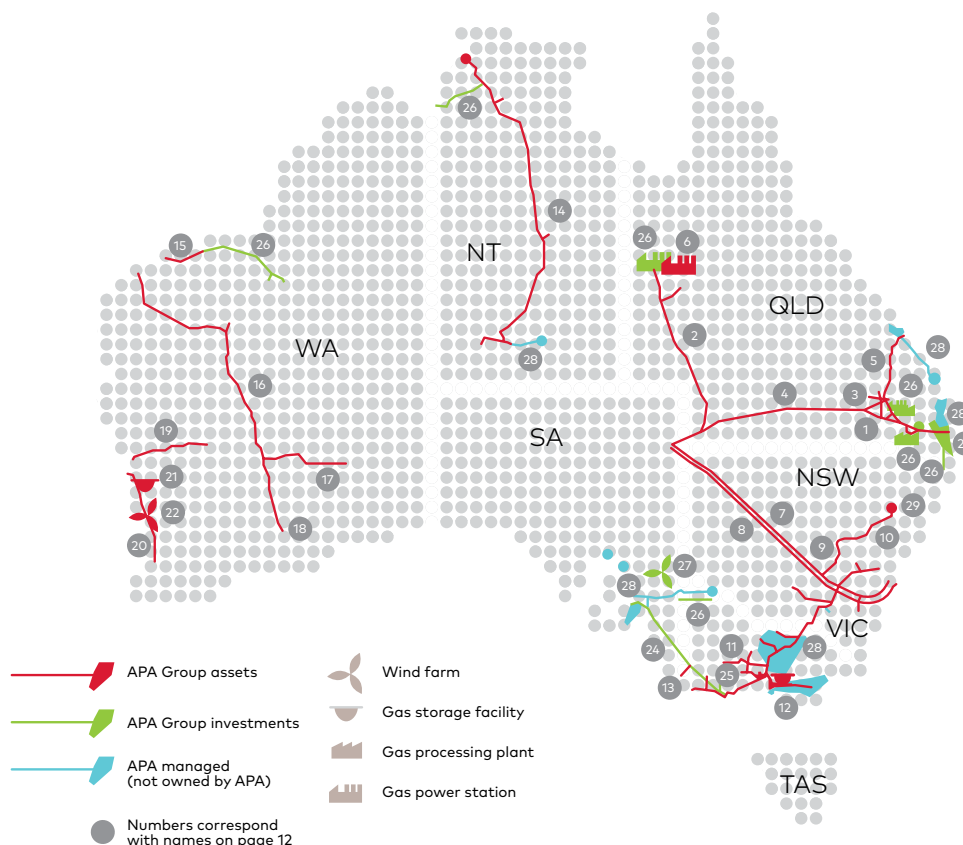 26
14
15
26
NT
26
6
QLD
WA
28
2
28
5
16
4
3
26
28
19
SA
1
2
26
26
17
21
NSW
29
22
7
18
8
10
20
9
27
28
26
VIC
24
11
28
25
13
12
APA Group assets
Wind farm
Gas storage facility
APA Group investments
Gas processing plant
APA managed
(not owned by APA)
TAS
Gas power station
Numbers correspond
with names on page 12